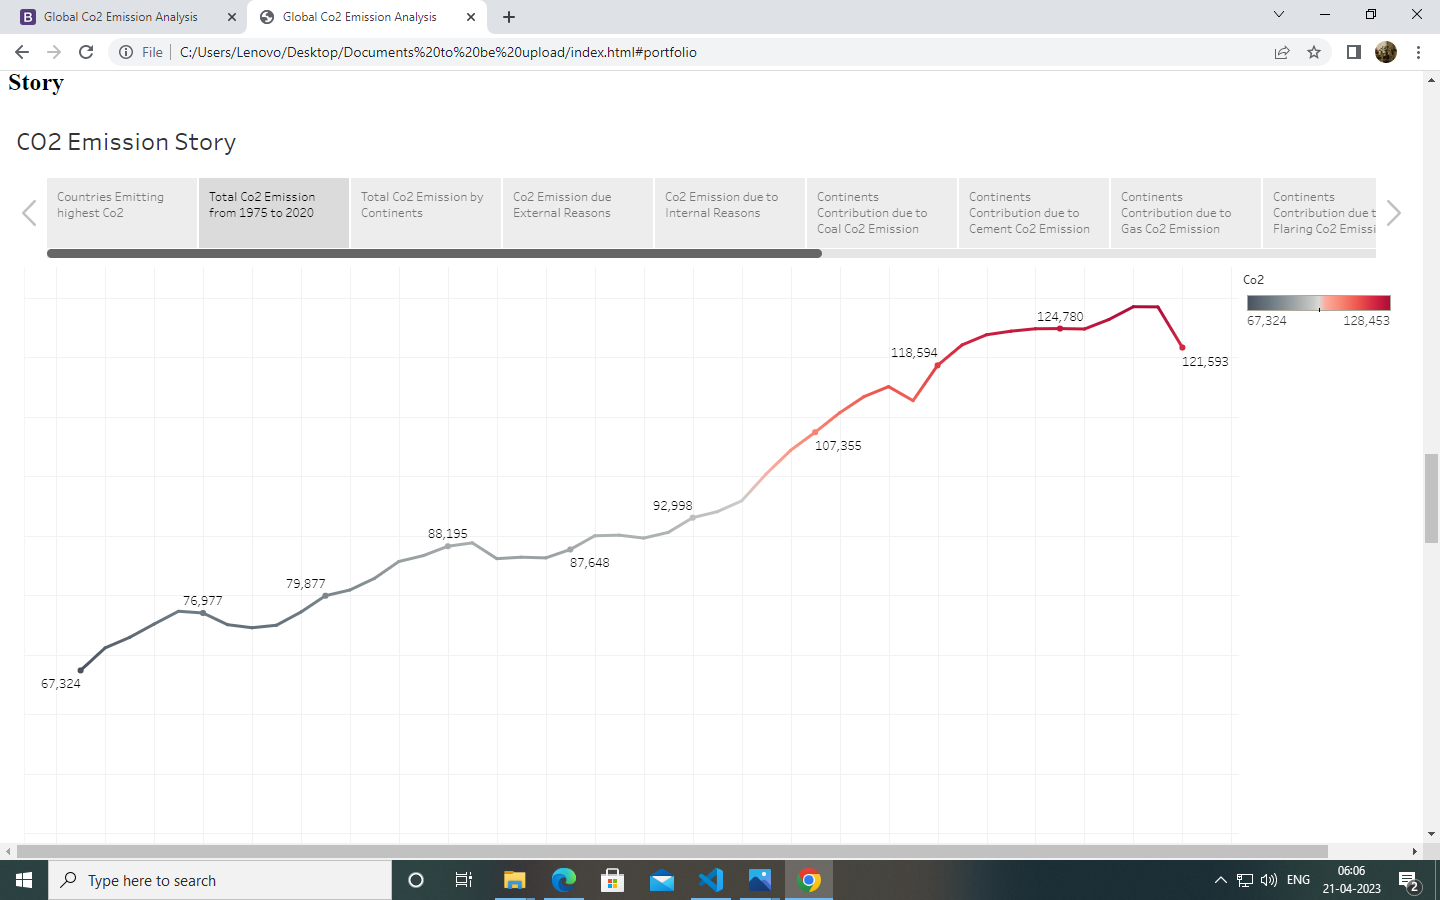 Global Co2 Emission Analysis
Global Co2 Emission Analysis
File
C:/Users/Lenovo/Desktop/Documents%20to%20be%20upload/index.html#portfolio
Story
CO2 Emission Story
Countries Emitting
highest Co2
Total Co2 Emission
from 1975 to 2020
Total Co2 Emission by
Continents
Co2 Emission due
External Reasons
Co2 Emission due to
Internal Reasons
Continents
Contribution due to
Coal Co2 Emission
Continents
Contribution due to
Cement Co2 Emission
Continents
Contribution due to
Gas Co2 Emission
Continents
Contribution due t
Flaring Co2 Emissi
Co2
67,324
128,453
124,780
118,594
121,593
107,355
92,998
88,195
87,648
79,877
76,977
67,324
Type here to search
ENG
06:06
21-04-2023
2